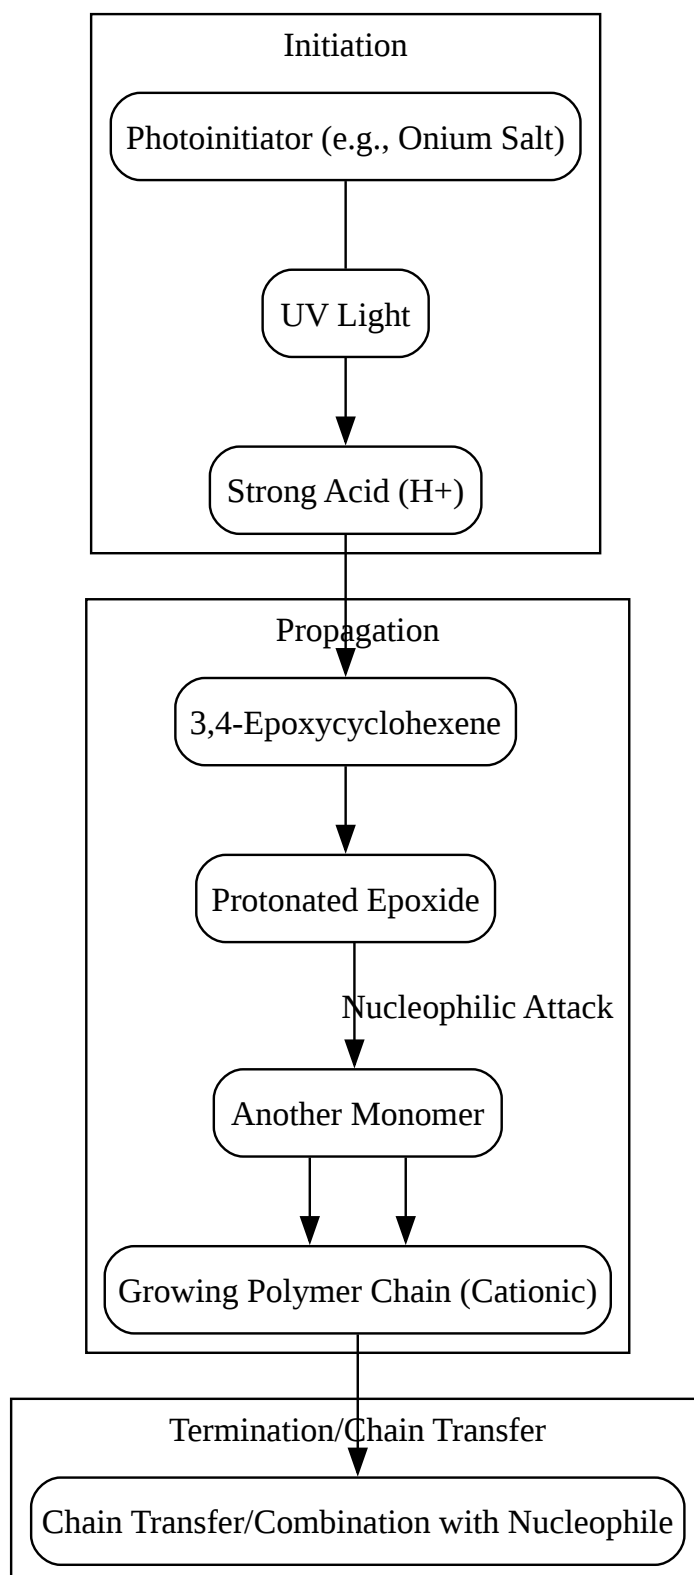 Initiation
Photoinitiator (e.g., Onium Salt)
UV Light
Strong Acid (H+)
Propagation
3,4-Epoxycyclohexene
Protonated Epoxide
Nucleophilic Attack
Another Monomer
Growing Polymer Chain (Cationic)
Termination/Chain Transfer
Chain Transfer/Combination with Nucleophile